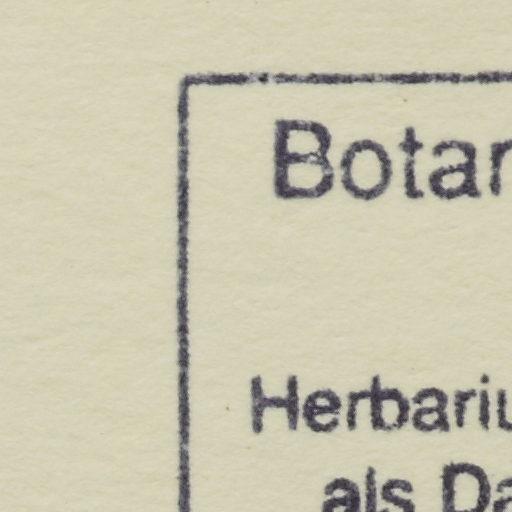 Botan
Herbariu
als Da